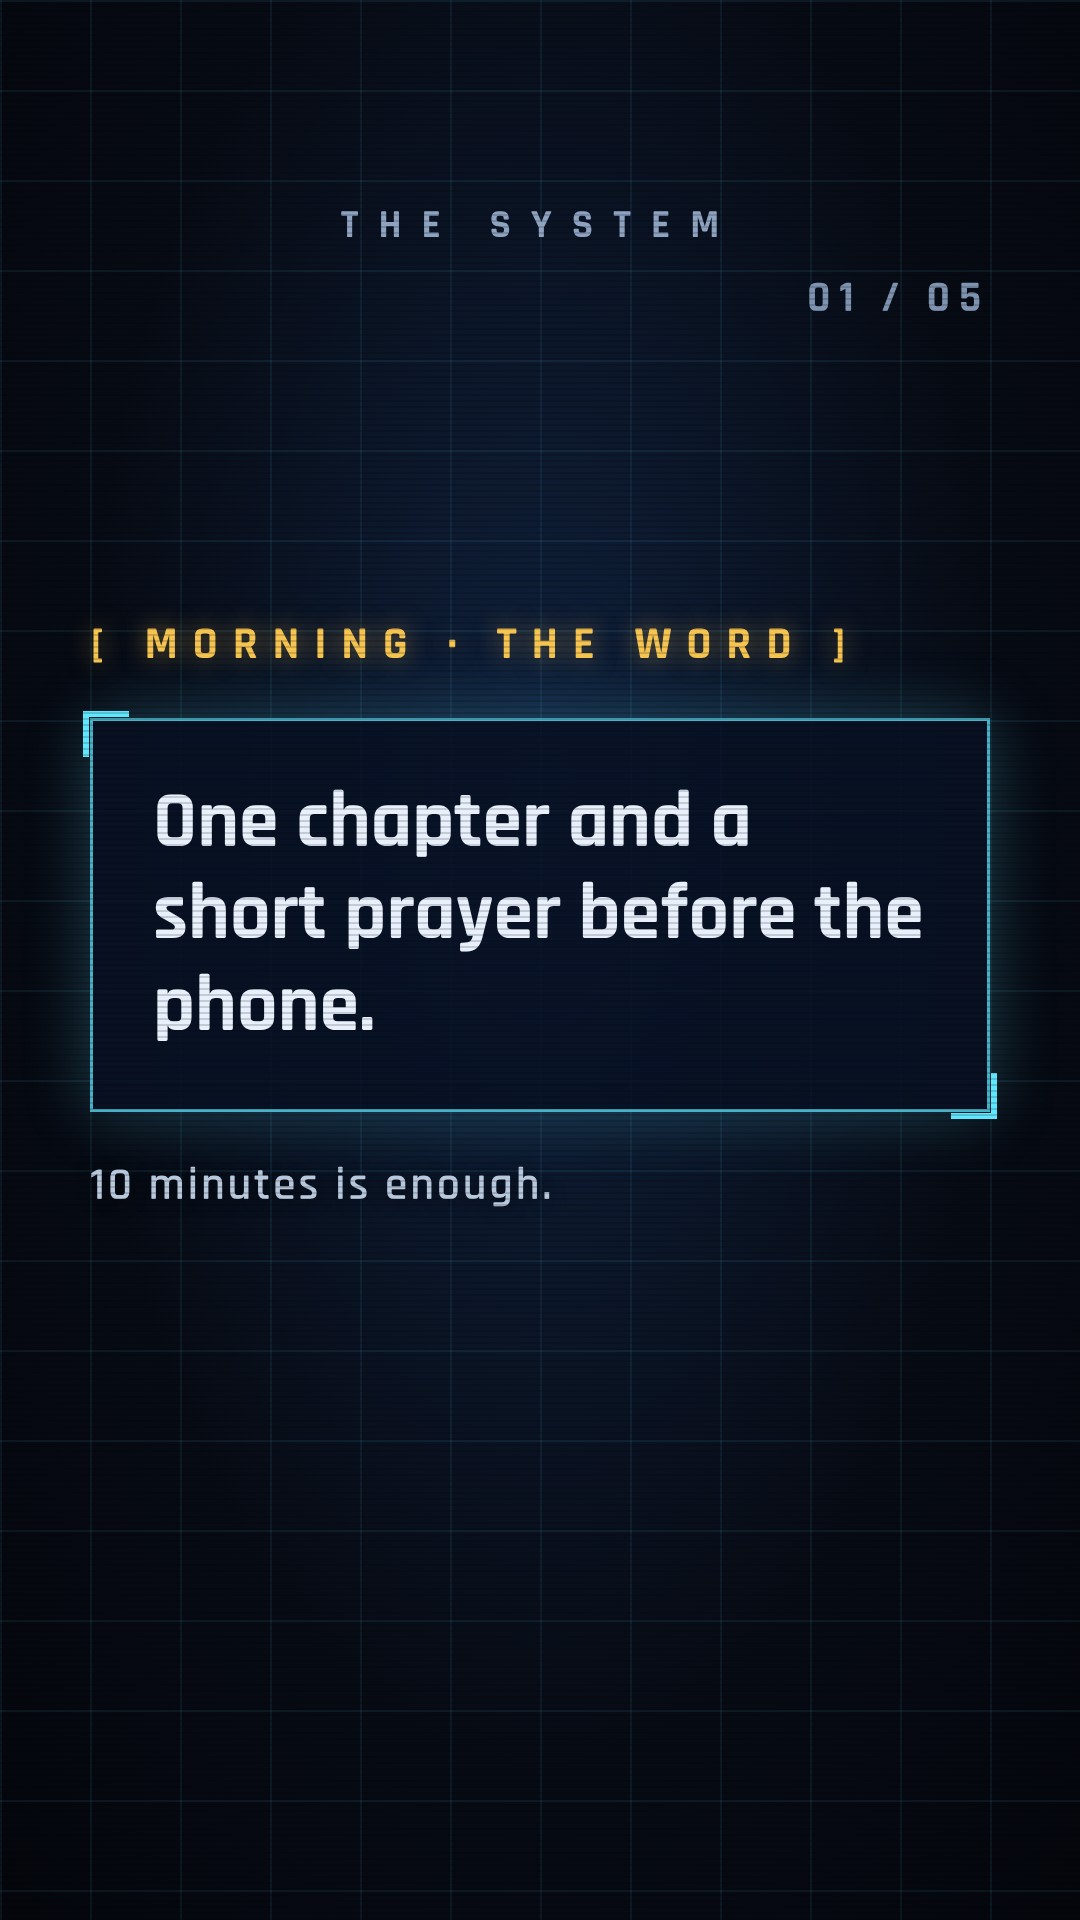 THE SYSTEM
01 / 05
[ MORNING · THE WORD ]
One chapter and a
short prayer before the
phone.
10 minutes is enough.